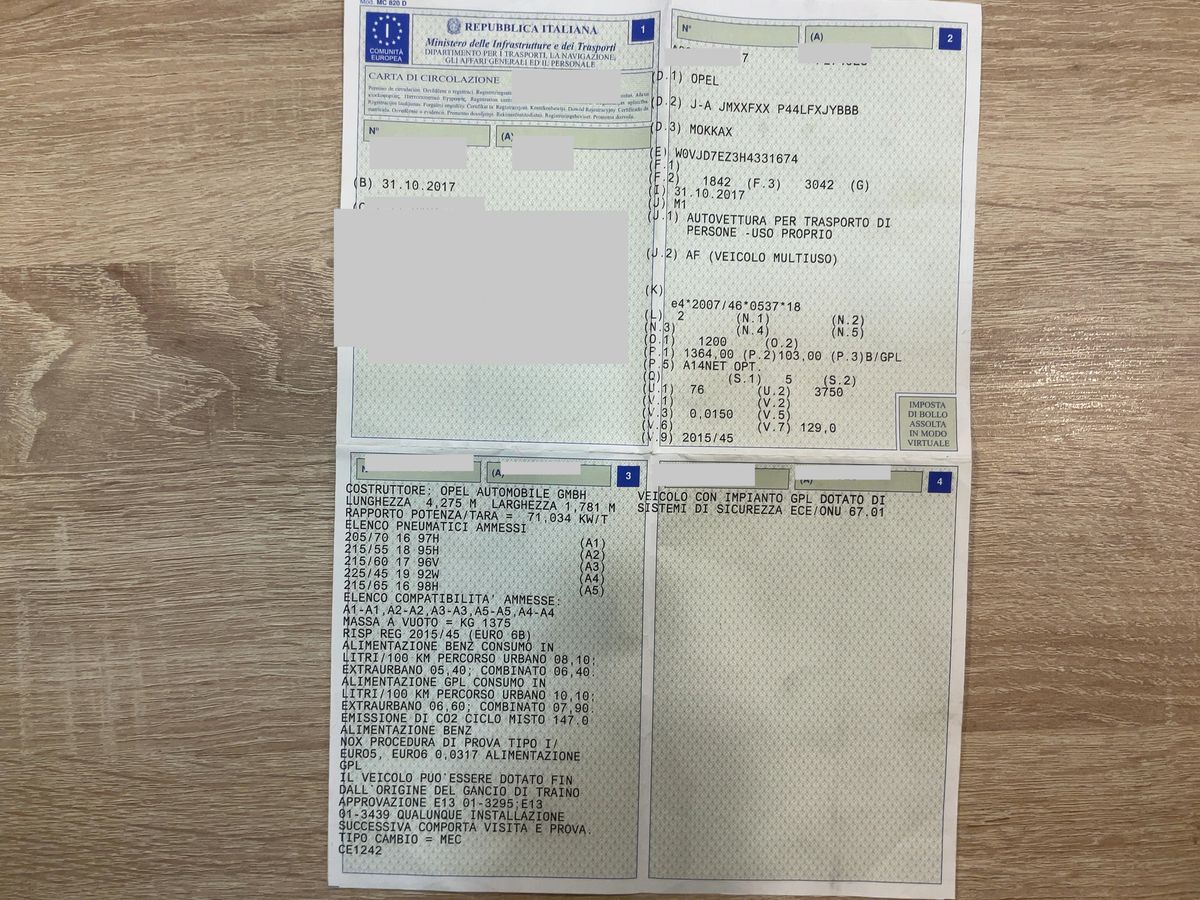 Mod. MC 820 D
COMUNITÀ
EUROPEA
I
REPUBBLICA ITALIANA
Ministero delle Infrastrutture e dei Trasporti
DIPARTIMENTO PER I TRASPORTI, LA NAVIGAZIONE,
GLI AFFARI GENERALI ED IL PERSONALE
1
CARTA DI CIRCOLAZIONE
N° (A)
(B) 31.10.2017
N° (A) 2
7
(D.1) OPEL
(D.2) J-A JMXXFXX P44LFXJYBBB
(D.3) MOKKAX
(E) W0VJD7EZ3H4331674
(F.1)
(F.2) 1842 (F.3) 3042 (G)
(I) 31.10.2017
(J) M1
(J.1) AUTOVETTURA PER TRASPORTO DI
PERSONE -USO PROPRIO
(J.2) AF (VEICOLO MULTIUSO)
(K)
e4*2007/46*0537*18
(L) 2 (N.1) (N.2)
(N.3) (N.4) (N.5)
(O.1) 1200 (O.2)
(P.1) 1364,00 (P.2)103,00 (P.3)B/GPL
(P.5) A14NET OPT.
(Q) (S.1) 5 (S.2)
(U.1) 76 (U.2) 3750
(V.1) (V.2)
(V.3) 0,0150 (V.5)
(V.6) (V.7) 129,0
(V.9) 2015/45
IMPOSTA
DI BOLLO
ASSOLTA
IN MODO
VIRTUALE
(A) 3
COSTRUTTORE: OPEL AUTOMOBILE GMBH
LUNGHEZZA 4,275 M LARGHEZZA 1,781 M
RAPPORTO POTENZA/TARA = 71,034 KW/T
ELENCO PNEUMATICI AMMESSI
205/70 16 97H (A1)
215/55 18 95H (A2)
215/60 17 96V (A3)
225/45 19 92W (A4)
215/65 16 98H (A5)
ELENCO COMPATIBILITA' AMMESSE:
A1-A1,A2-A2,A3-A3,A5-A5,A4-A4
MASSA A VUOTO = KG 1375
RISP REG 2015/45 (EURO 6B)
ALIMENTAZIONE BENZ CONSUMO IN
LITRI/100 KM PERCORSO URBANO 08,10;
EXTRAURBANO 05,40; COMBINATO 06,40.
ALIMENTAZIONE GPL CONSUMO IN
LITRI/100 KM PERCORSO URBANO 10,10;
EXTRAURBANO 06,60; COMBINATO 07,90.
EMISSIONE DI CO2 CICLO MISTO 147.0
ALIMENTAZIONE BENZ
NOX PROCEDURA DI PROVA TIPO I/
EURO5, EURO6 0,0317 ALIMENTAZIONE
GPL
IL VEICOLO PUO'ESSERE DOTATO FIN
DALL`ORIGINE DEL GANCIO DI TRAINO
APPROVAZIONE E13 01-3295;E13
01-3439 QUALUNQUE INSTALLAZIONE
SUCCESSIVA COMPORTA VISITA E PROVA.
TIPO CAMBIO = MEC
CE1242
(A) 4
VEICOLO CON IMPIANTO GPL DOTATO DI
SISTEMI DI SICUREZZA ECE/ONU 67.01